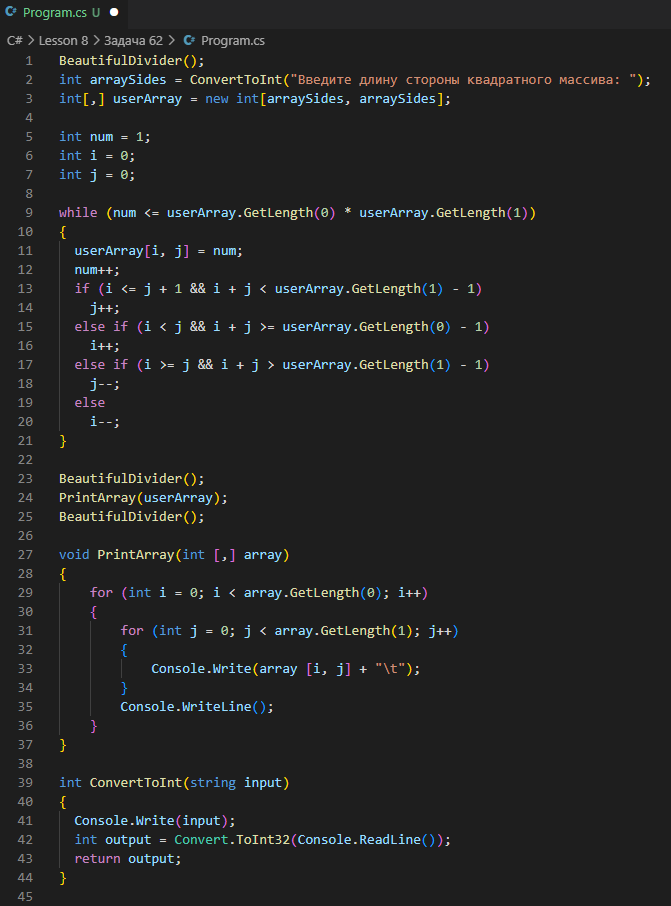 Program.cs U
C# > Lesson 8 > Задача 62 > Program.cs
1 BeautifulDivider();
2 int arraySides = ConvertToInt("Введите длину стороны квадратного массива: ");
3 int[,] userArray = new int[arraySides, arraySides];
4
5 int num = 1;
6 int i = 0;
7 int j = 0;
8
9 while (num <= userArray.GetLength(0) * userArray.GetLength(1))
10 {
11 userArray[i, j] = num;
12 num++;
13 if (i <= j + 1 && i + j < userArray.GetLength(1) - 1)
14 j++;
15 else if (i < j && i + j >= userArray.GetLength(0) - 1)
16 i++;
17 else if (i >= j && i + j > userArray.GetLength(1) - 1)
18 j--;
19 else
20 i--;
21 }
22
23 BeautifulDivider();
24 PrintArray(userArray);
25 BeautifulDivider();
26
27 void PrintArray(int [,] array)
28 {
29 for (int i = 0; i < array.GetLength(0); i++)
30 {
31 for (int j = 0; j < array.GetLength(1); j++)
32 {
33 Console.Write(array [i, j] + "\t");
34 }
35 Console.WriteLine();
36 }
37 }
38
39 int ConvertToInt(string input)
40 {
41 Console.Write(input);
42 int output = Convert.ToInt32(Console.ReadLine());
43 return output;
44 }
45